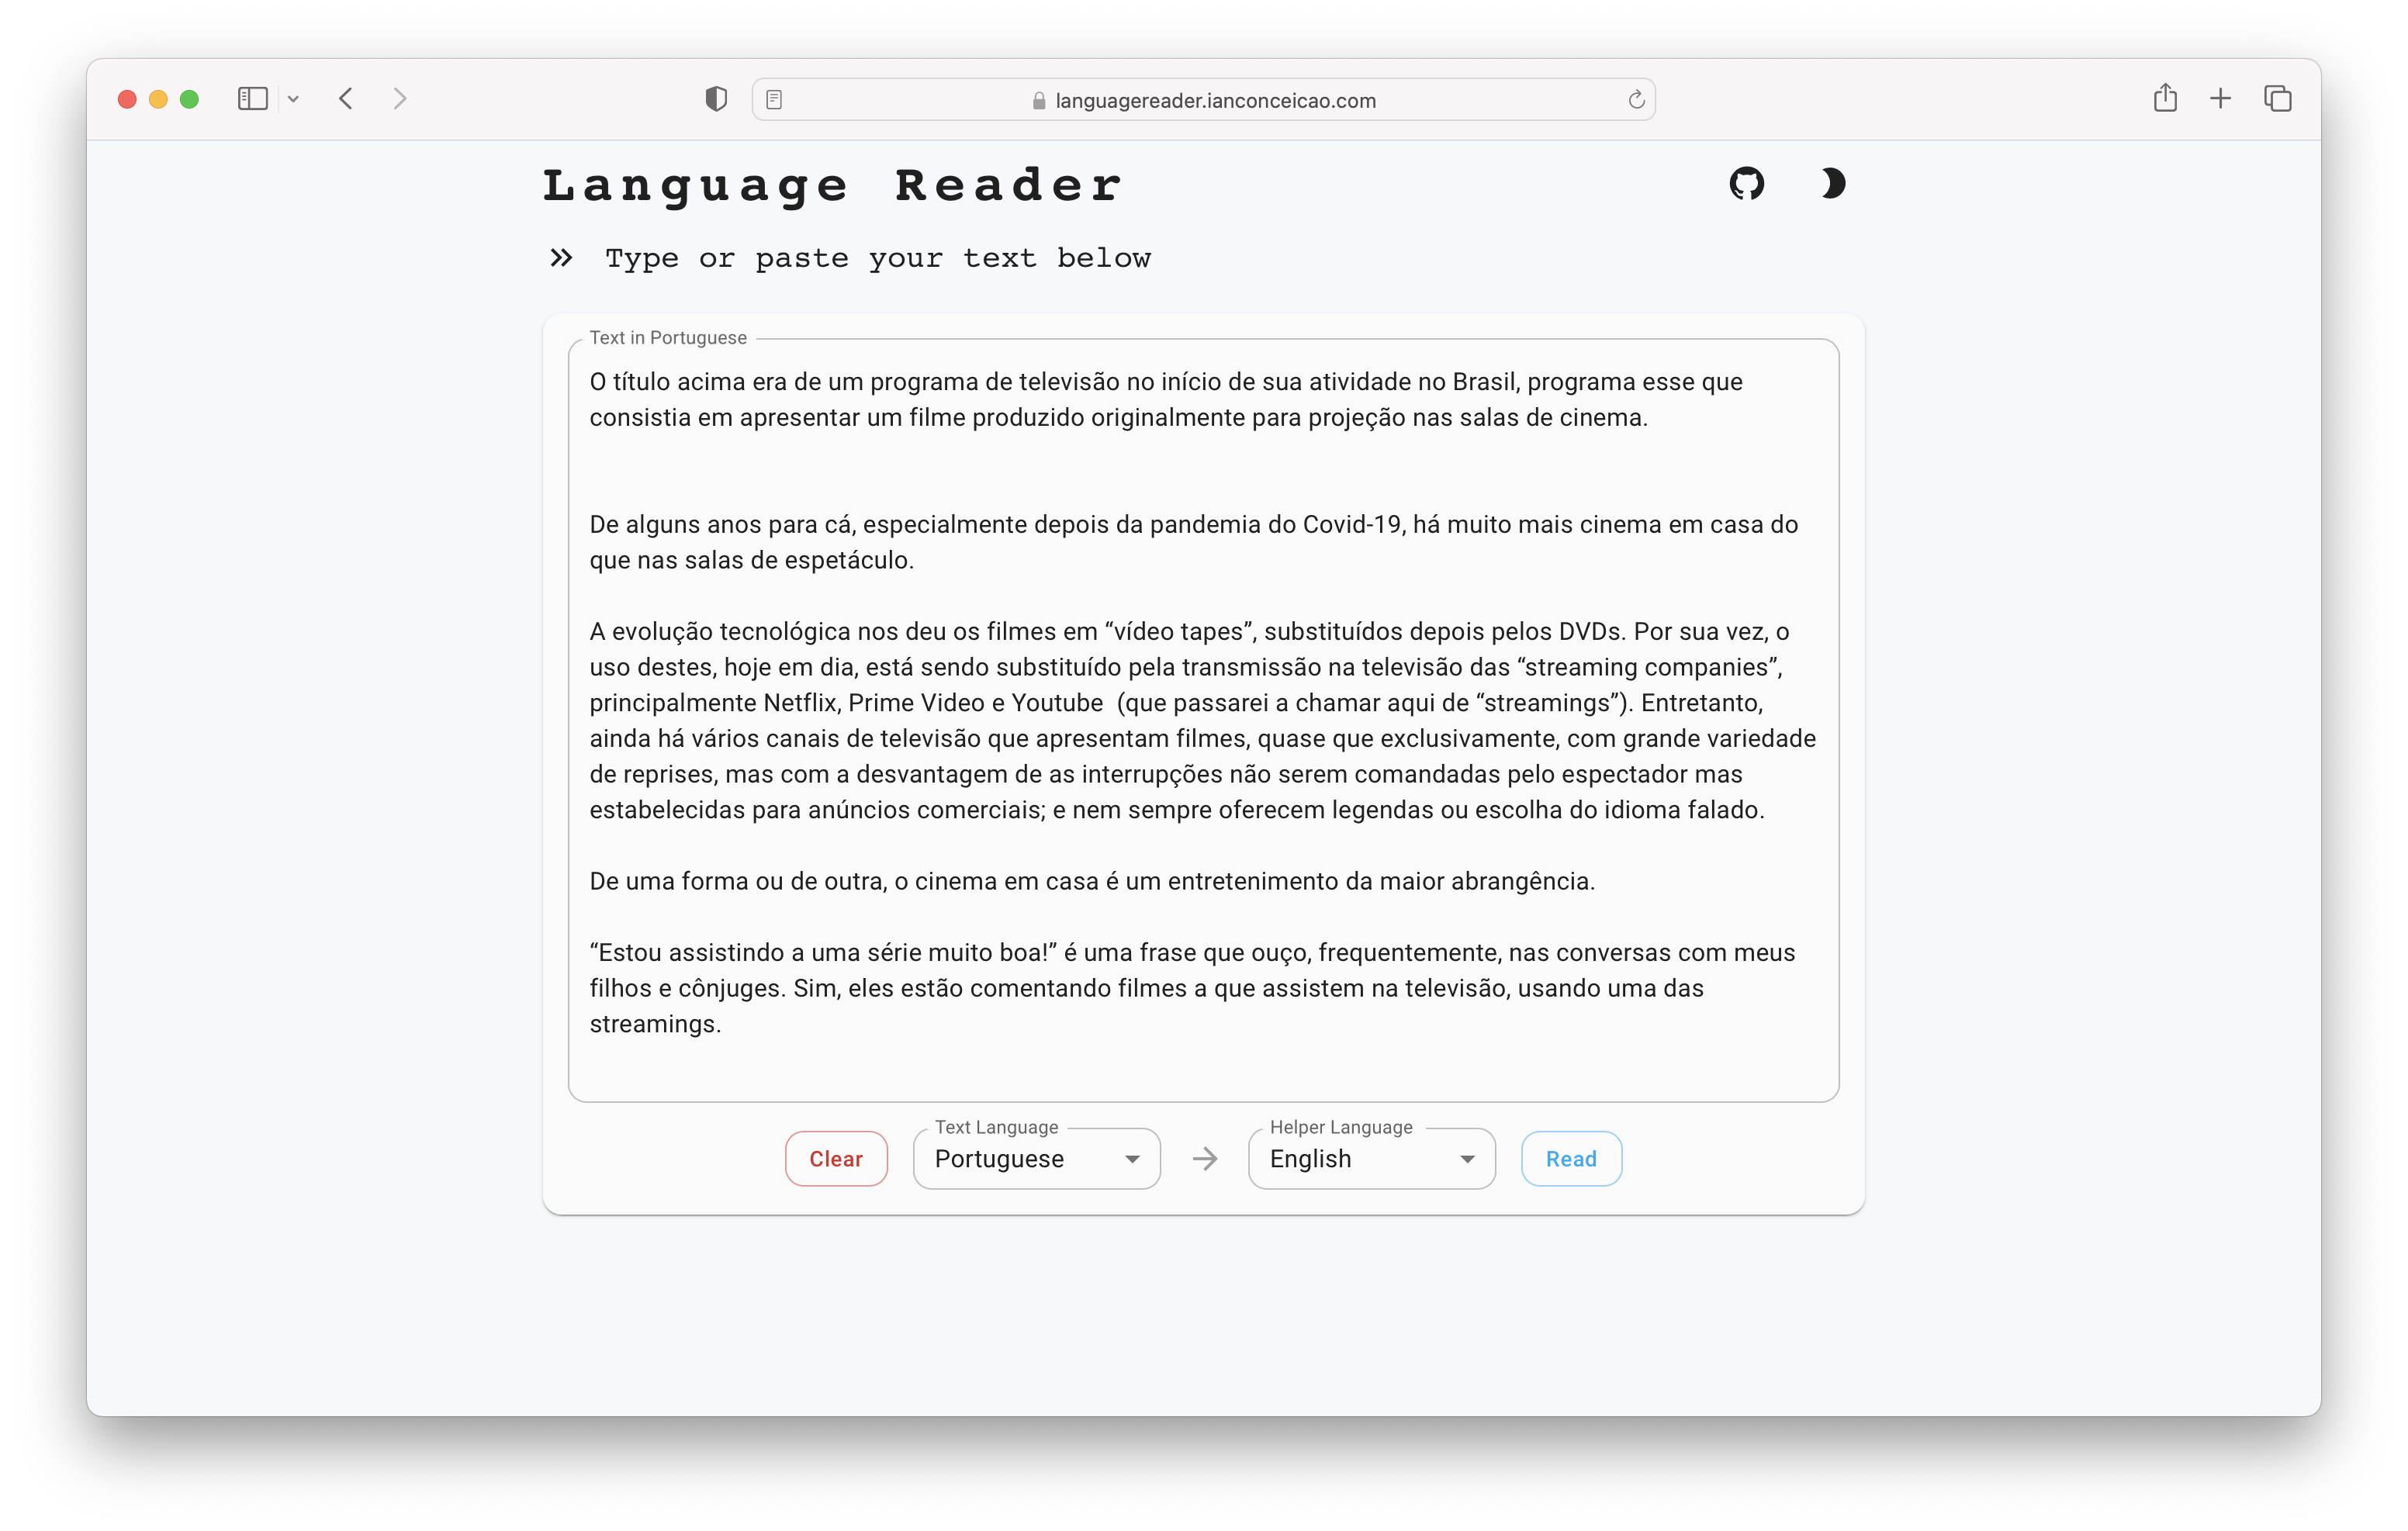 languagereader.ianconceicao.com
Language Reader
Type or paste your text below
Text in Portuguese
O título acima era de um programa de televisão no início de sua atividade no Brasil, programa esse que
consistia em apresentar um filme produzido originalmente para projeção nas salas de cinema.
De alguns anos para cá, especialmente depois da pandemia do Covid-19, há muito mais cinema em casa do
que nas salas de espetáculo.
A evolução tecnológica nos deu os filmes em “vídeo tapes”, substituídos depois pelos DVDs. Por sua vez, o
uso destes, hoje em dia, está sendo substituído pela transmissão na televisão das “streaming companies”,
principalmente Netflix, Prime Video e Youtube  (que passarei a chamar aqui de “streamings”). Entretanto,
ainda há vários canais de televisão que apresentam filmes, quase que exclusivamente, com grande variedade
de reprises, mas com a desvantagem de as interrupções não serem comandadas pelo espectador mas
estabelecidas para anúncios comerciais; e nem sempre oferecem legendas ou escolha do idioma falado.
De uma forma ou de outra, o cinema em casa é um entretenimento da maior abrangência.
“Estou assistindo a uma série muito boa!” é uma frase que ouço, frequentemente, nas conversas com meus
filhos e cônjuges. Sim, eles estão comentando filmes a que assistem na televisão, usando uma das
streamings.
Clear
Text Language
Portuguese
Helper Language
English
Read